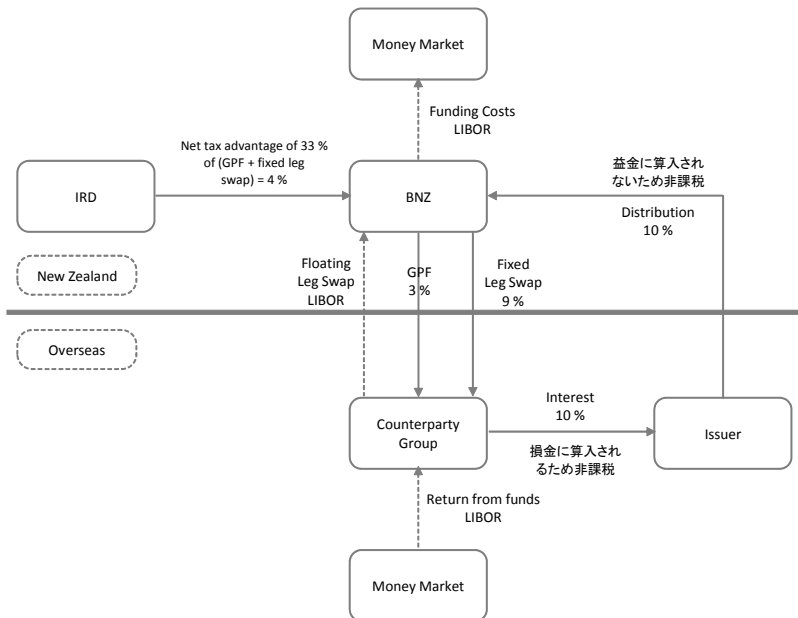 Money Market
Funding Costs
LIBOR
Net tax advantage of 33 %
of (GPF + fixed leg
swap) = 4 %
IRD
BNZ
益金に算入され
ないため非課税
Distribution
10 %
New Zealand
Floating
Leg Swap
LIBOR
GPF
3 %
Fixed
Leg Swap
9 %
Overseas
Counterparty
Group
Interest
10 %
損金に算入され
るため非課税
Issuer
Return from funds
LIBOR
Money Market